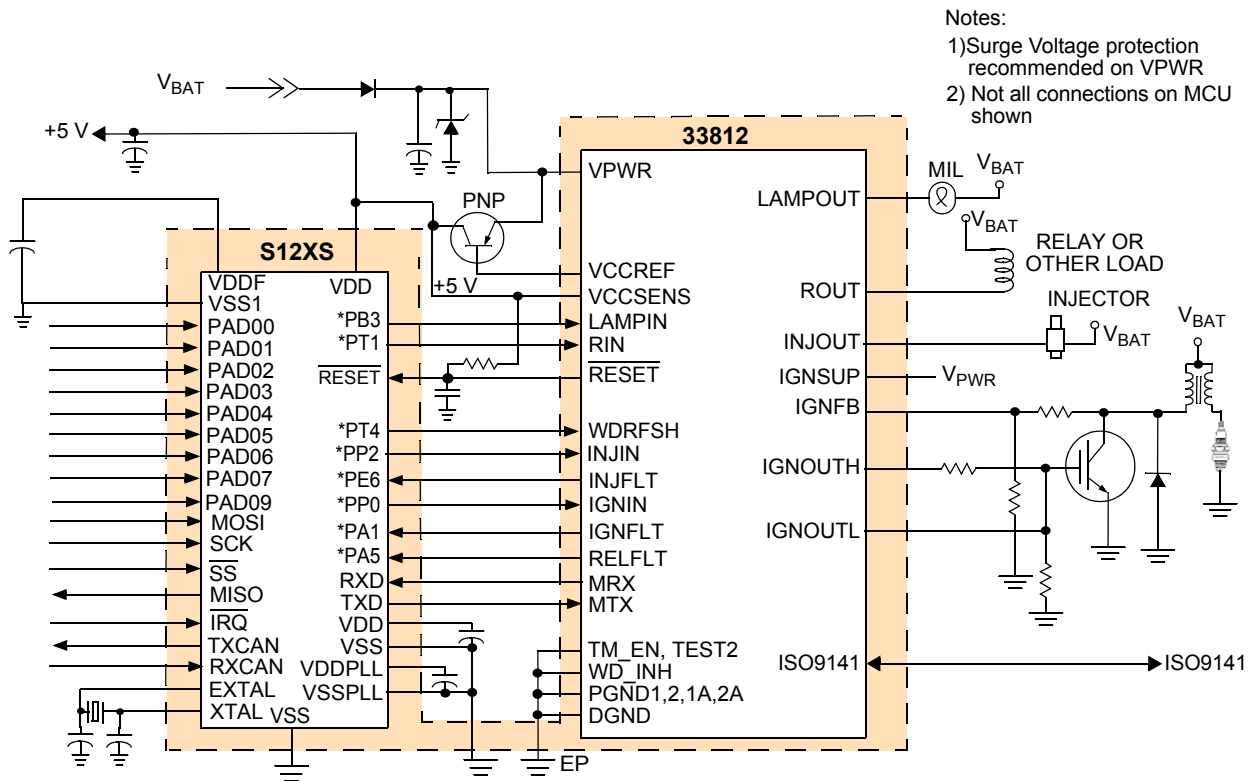 Notes:
1)Surge Voltage protection
recommended on VPWR
2) Not all connections on MCU
shown
VBAT
+5 V
33812
VPWR
LAMPOUT
MIL
VBAT
PNP
VBAT
S12XS
RELAY OR
OTHER LOAD
VDDF
VDD
VCCREF
+5 V
VCCSENS
ROUT
VSS1
INJECTOR
PAD00
*PB3
LAMPIN
VBAT
PAD01
*PT1
RIN
INJOUT
VBAT
PAD02
RESET
RESET
IGNSUP
VPWR
PAD03
IGNFB
PAD04
PAD05
*PT4
WDRFSH
PAD06
*PP2
INJIN
IGNOUTH
PAD07
*PE6
INJFLT
PAD09
*PP0
IGNIN
MOSI
*PA1
IGNFLT
IGNOUTL
SCK
*PA5
RELFLT
SS
RXD
MRX
MISO
TXD
MTX
IRQ
VDD
TXCAN
VSS
TM_EN, TEST2
RXCAN
VDDPLL
WD_INH
ISO9141
ISO9141
EXTAL
VSSPLL
PGND1,2,1A,2A
XTAL
VSS
DGND
EP